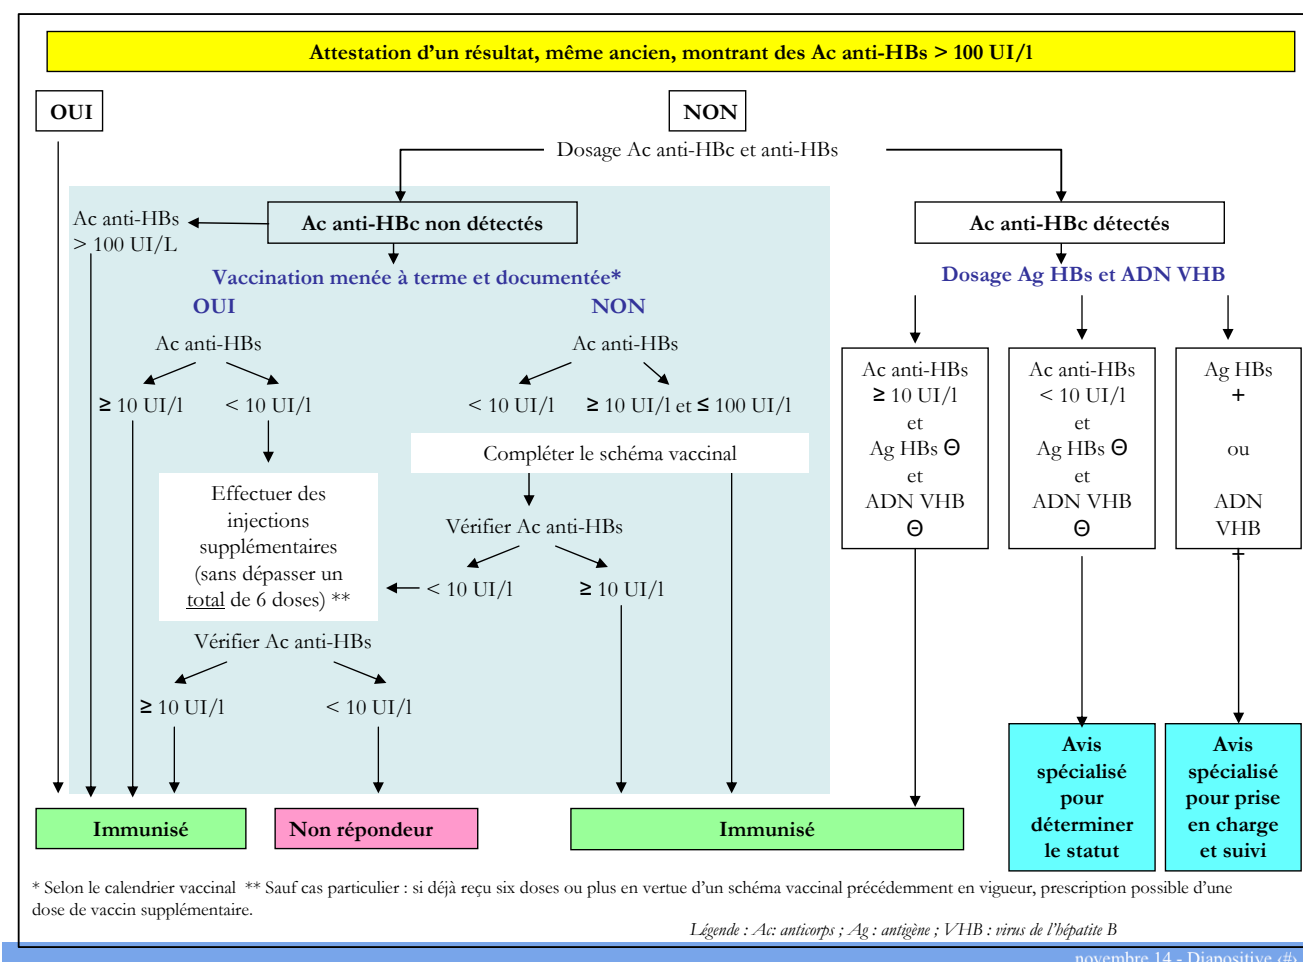 Attestation d’un résultat, même ancien, montrant des Ac anti-HBs > 100 UI/l
OUI
NON
Dosage Ac anti-HBc et anti-HBs
Ac anti-HBs
> 100 UI/L
Ac anti-HBc non détectés
Ac anti-HBc détectés
Vaccination menée à terme et documentée*
OUI
NON
Dosage Ag HBs et ADN VHB
Ac anti-HBs
≥ 10 UI/l
< 10 UI/l
Ac anti-HBs
< 10 UI/l
≥ 10 UI/l et ≤ 100 UI/l
Compléter le schéma vaccinal
Effectuer des
injections
supplémentaires
(sans dépasser un
total de 6 doses) **
Vérifier Ac anti-HBs
< 10 UI/l
≥ 10 UI/l
Vérifier Ac anti-HBs
≥ 10 UI/l
< 10 UI/l
Ac anti-HBs
≥ 10 UI/l
et
Ag HBs Θ
et
ADN VHB
Θ
Ac anti-HBs
< 10 UI/l
et
Ag HBs Θ
et
ADN VHB
Θ
Ag HBs
+
ou
ADN
VHB
+
Immunisé
Non répondeur
Immunisé
Avis
spécialisé
pour
déterminer
le statut
Avis
spécialisé
pour prise
en charge
et suivi
* Selon le calendrier vaccinal ** Sauf cas particulier : si déjà reçu six doses ou plus en vertu d’un schéma vaccinal précédemment en vigueur, prescription possible d’une
dose de vaccin supplémentaire.
Légende : Ac: anticorps ; Ag : antigène ; VHB : virus de l’hépatite B
novembre 14 - Diapositive ‹#›